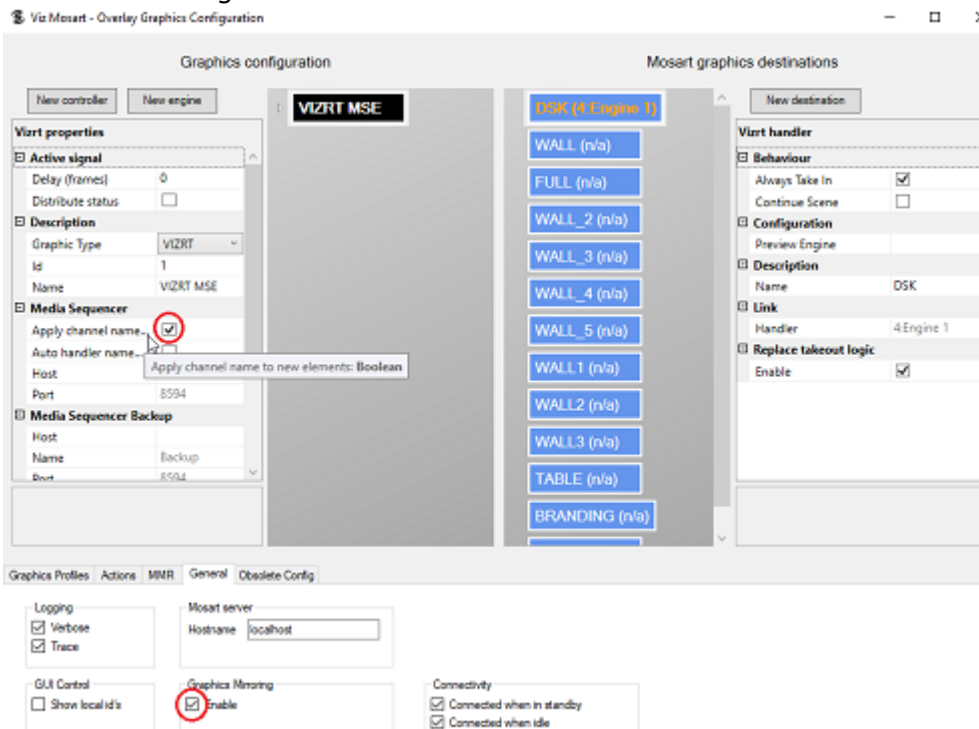 Viz Mosart - Overlay Graphics Configuration
Graphics configuration
Mosart graphics destinations
New controller
New engine
VIZRT MSE
DSK (4:Engine 1)
New destination
Vizrt properties
Active signal
Delay (frames) 0
Distribute status
Description
Graphic Type VIZRT
Id 1
Name VIZRT MSE
Media Sequencer
Apply channel name...
Auto handler name...
Apply channel name to new elements: Boolean
Host
Port 8594
Media Sequencer Backup
Host
Name Backup
Port 8594
WALL (n/a)
FULL (n/a)
WALL_2 (n/a)
WALL_3 (n/a)
WALL_4 (n/a)
WALL_5 (n/a)
WALL1 (n/a)
WALL2 (n/a)
WALL3 (n/a)
TABLE (n/a)
BRANDING (n/a)
Vizrt handler
Behaviour
Always Take In
Continue Scene
Configuration
Preview Engine
Description
Name DSK
Link
Handler 4:Engine 1
Replace takeout logic
Enable
Graphics Profiles Actions MMR General Obsolete Config
Logging
Verbose
Trace
Mosart server
Hostname localhost
GUI Control
Show local id's
Graphics Mirroring
Enable
Connectivity
Connected when in standby
Connected when idle